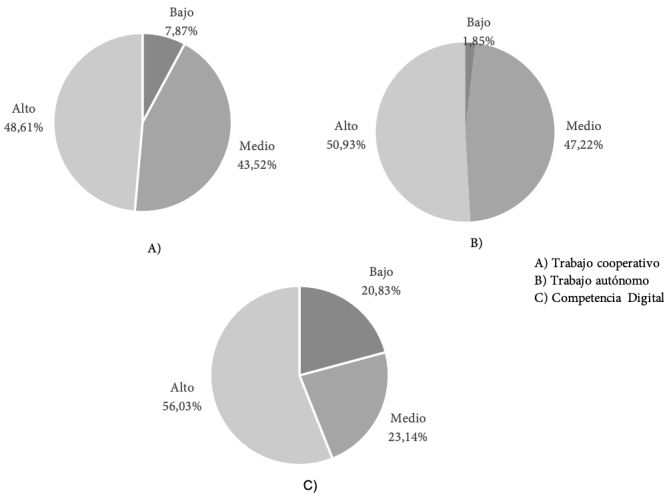 Bajo
7,87%
Alto
48,61%
Medio
43,52%
A)
Bajo
1,85%
Alto
50,93%
Medio
47,22%
B)
A) Trabajo cooperativo
B) Trabajo autónomo
C) Competencia Digital
Bajo
20,83%
Alto
56,03%
Medio
23,14%
C)